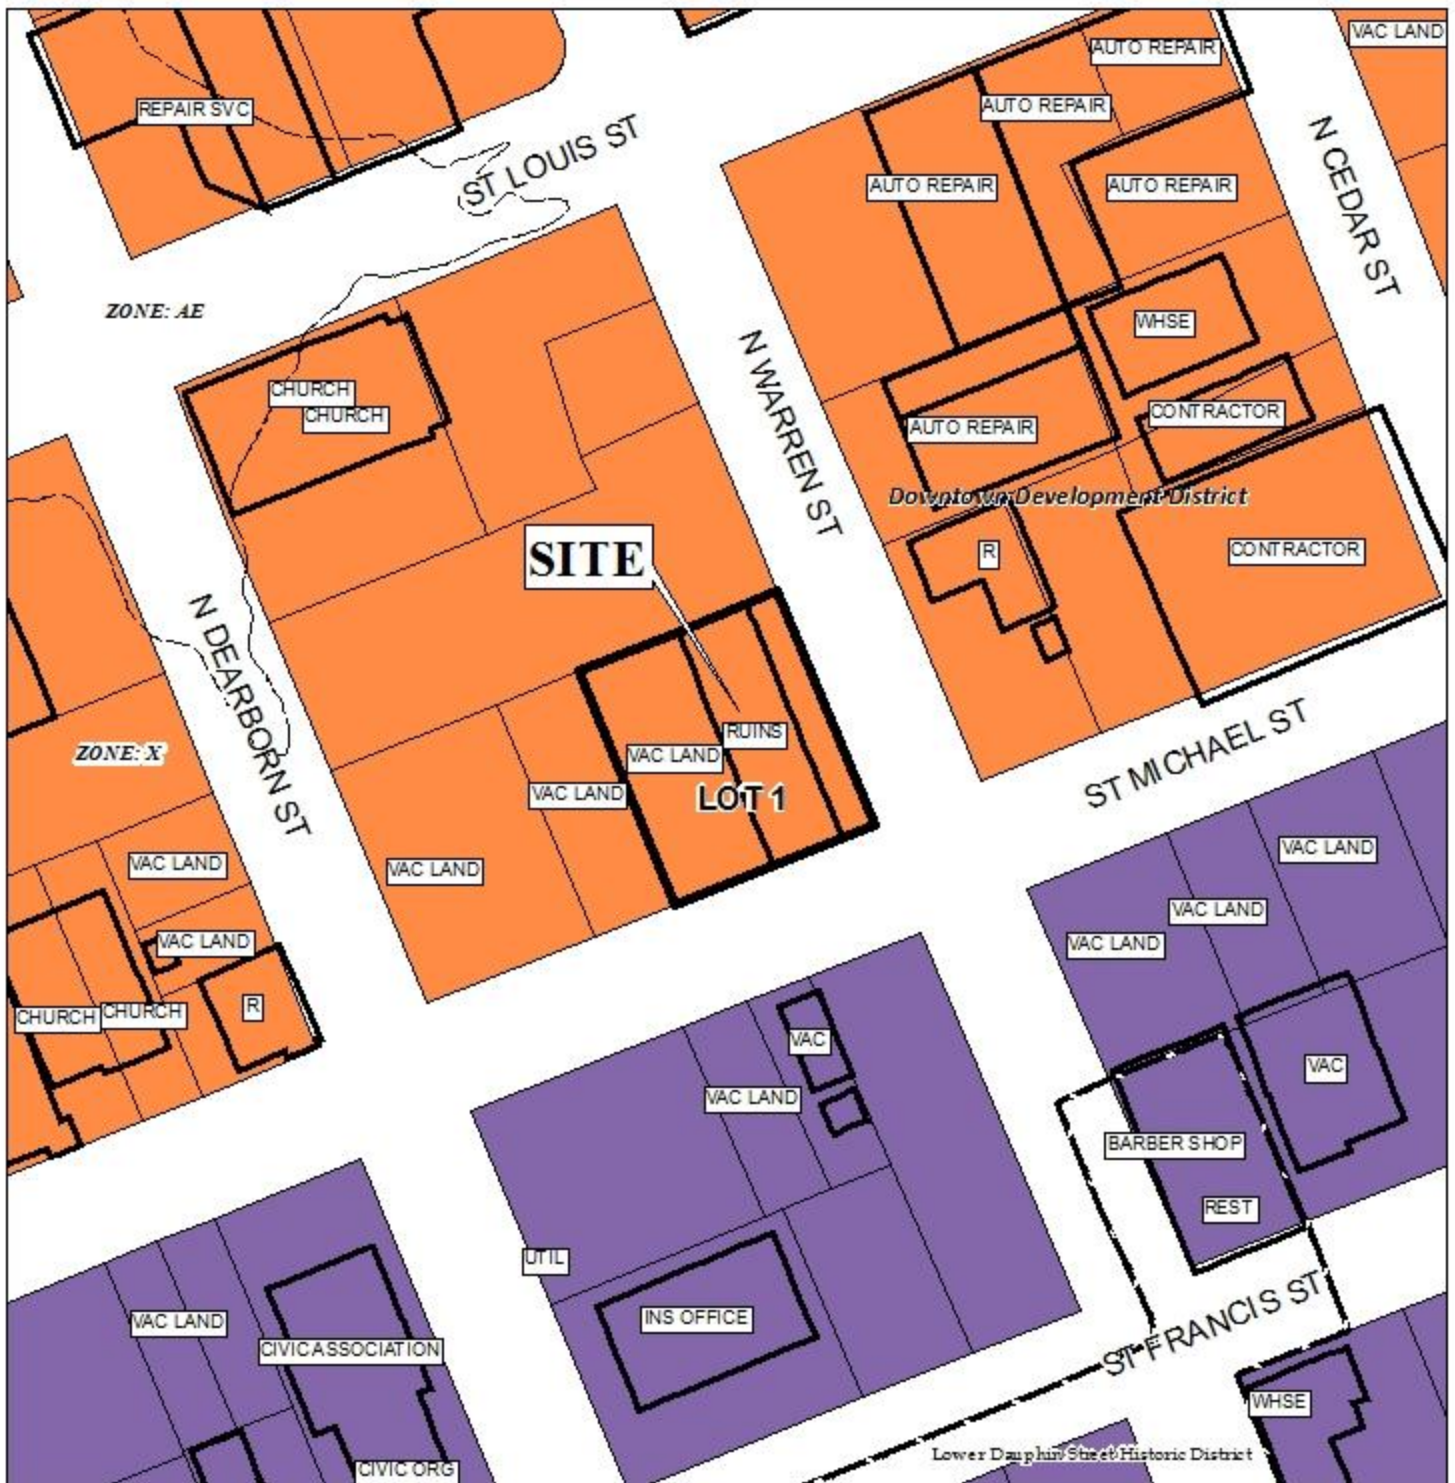 VAC LAND
AUTO REPAIR
AUTO REPAIR
REPAIR SVC
ST LOUIS ST
N CEDAR ST
AUTO REPAIR
AUTO REPAIR
ZONE: AE
WHSE
CHURCH
CHURCH
N WARREN ST
CONTRACTOR
AUTO REPAIR
Downtown Development District
SITE
R
CONTRACTOR
N DEARBORN ST
RUINS
ZONE: X
VAC LAND
ST MICHAEL ST
VAC LAND
LOT 1
VAC LAND
VAC LAND
VAC LAND
VAC LAND
VAC LAND
VAC LAND
R
CHURCH
CHURCH
VAC
VAC
VAC LAND
BARBER SHOP
REST
UTIL
VAC LAND
INS OFFICE
CIVIC ASSOCIATION
ST FRANCIS ST
WHSE
Lower Dauphin Street Historic District
CIVIC ORG